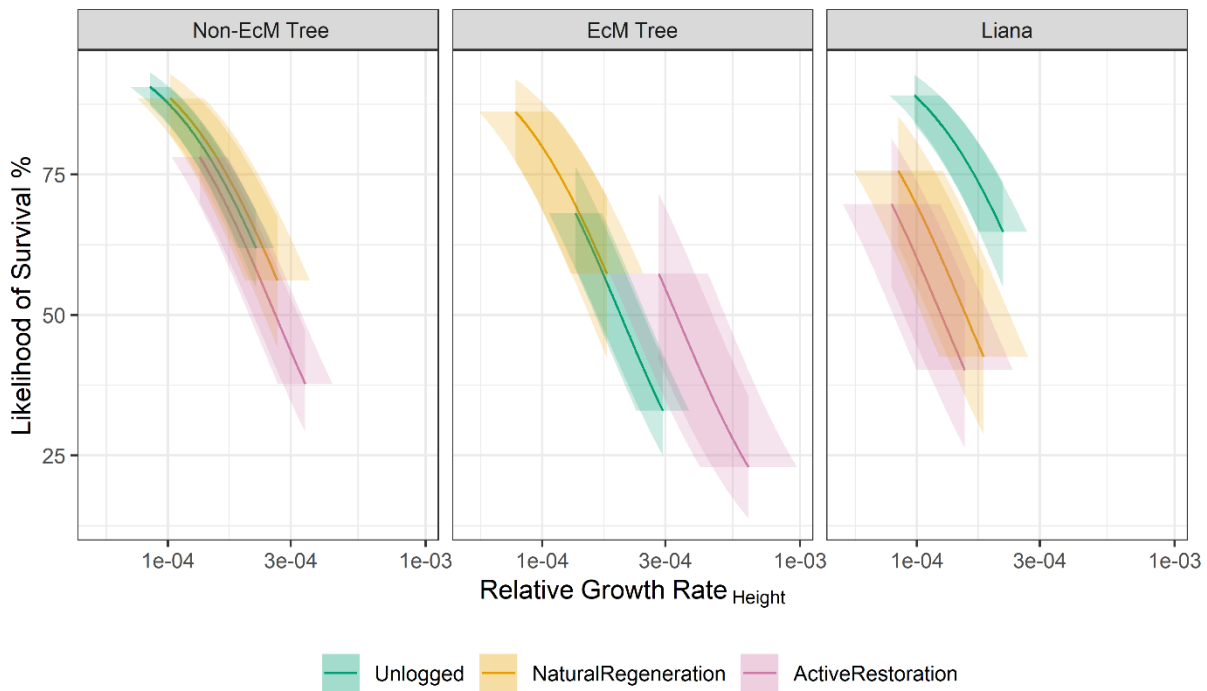 Non-EcM Tree
EcM Tree
Liana
Likelihood of Survival %
75
50
25
1e-04
3e-04
1e-03
1e-04
3e-04
1e-03
1e-04
3e-04
1e-03
Relative Growth Rate Height
Unlogged
NaturalRegeneration
ActiveRestoration